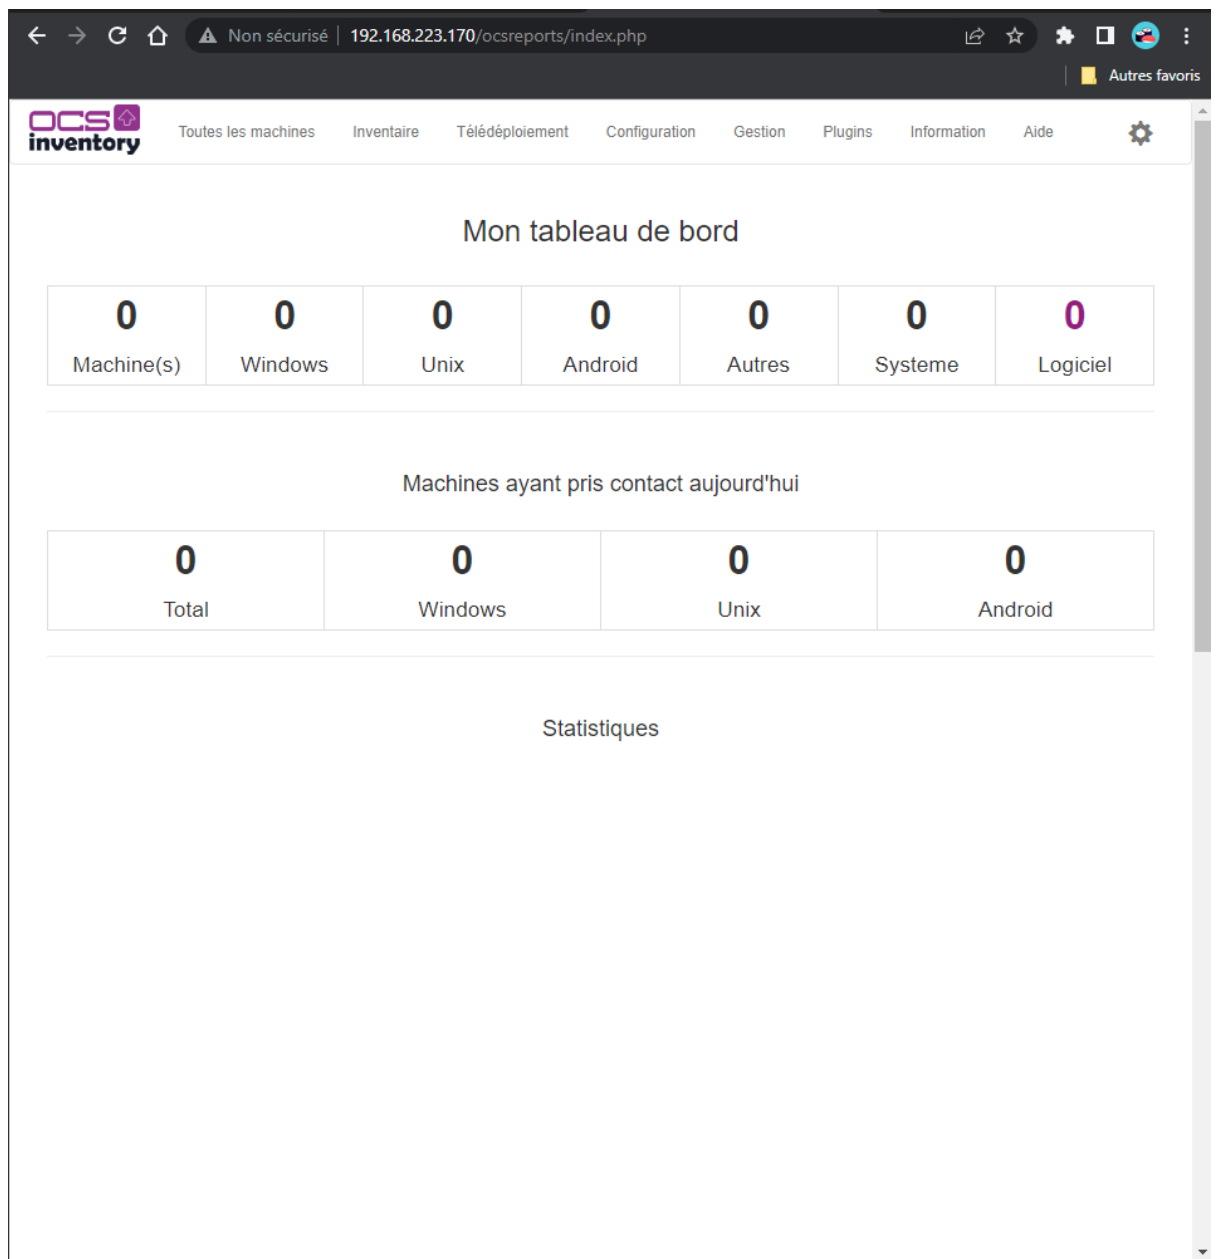 Non sécurisé 192.168.223.170/ocsreports/index.php
Autres favoris
OCS inventory Toutes les machines Inventaire Télédéploiement Configuration Gestion Plugins Information Aide
Mon tableau de bord
0 0 0 0 0 0 0
Machine(s) Windows Unix Android Autres Systeme Logiciel
Machines ayant pris contact aujourd'hui
0 0 0 0
Total Windows Unix Android
Statistiques